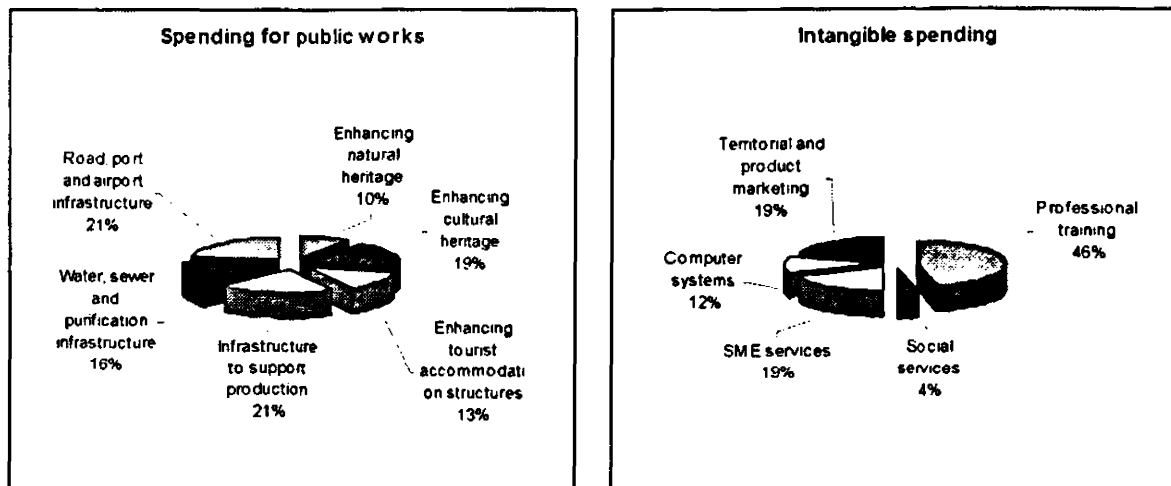 Spending for public works
Enhancing
natural
heritage
10%
Road, port
and airport
infrastructure
21%
Enhancing
cultural
heritage
19%
Water, sewer
and
purification
infrastructure
16%
Infrastructure
to support
production
21%
Enhancing
tourist
accommodati
on structures
13%
Intangible spending
Territorial and
product
marketing
19%
Professional
training
46%
Computer
systems
12%
SME services
19%
Social
services
4%